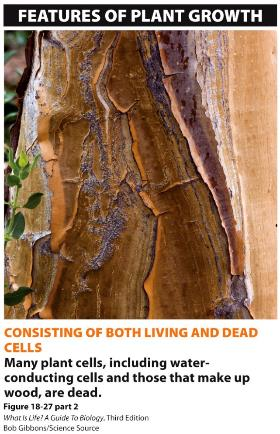 FEATURES OF PLANT GROWTH
CONSISTING OF BOTH LIVING AND DEAD
CELLS
Many plant cells, including water-
conducting cells and those that make up
wood, are dead.
Figure 18-27 part 2
What Is Life? A Guide To Biology, Third Edition
Bob Gibbons/Science Source